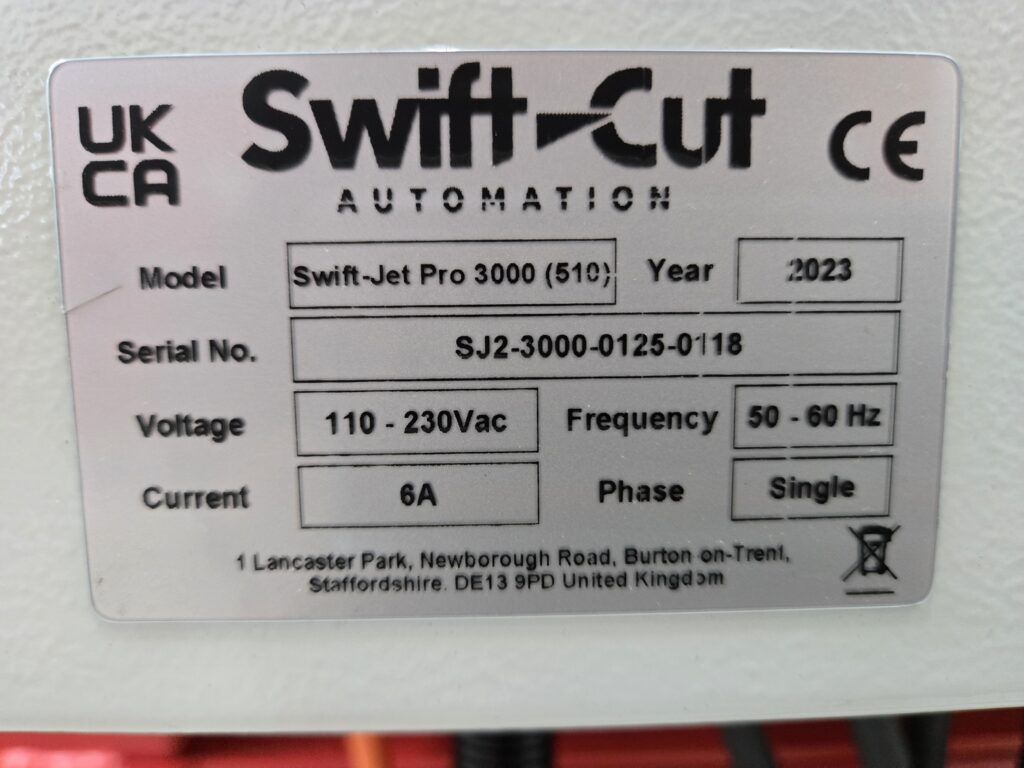 UK
CA
Swift-Cut
AUTOMATION
CE
Model Swift-Jet Pro 3000 (510) Year 2023
Serial No. SJ2-3000-0125-0118
Voltage 110 - 230Vac Frequency 50 - 60 Hz
Current 6A Phase Single
1 Lancaster Park, Newborough Road, Burton on-Trent,
Staffordshire. DE13 9PD United Kingdom